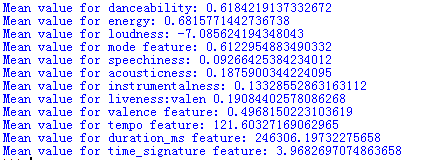 Mean value for danceability: 0.6184219137332672
Mean value for energy: 0.6815771442736738
Mean value for loudness: -7.085624194348043
Mean value for mode feature: 0.6122954883490332
Mean value for speechiness: 0.09266425384234012
Mean value for acousticness: 0.1875900344224095
Mean value for instrumentalness: 0.13328552863163112
Mean value for liveness:valen 0.19084402578086268
Mean value for valence feature: 0.4968150223103619
Mean value for tempo feature: 121.60327169062965
Mean value for duration_ms feature: 246306.19732275658
Mean value for time_signature feature: 3.9682697074863658